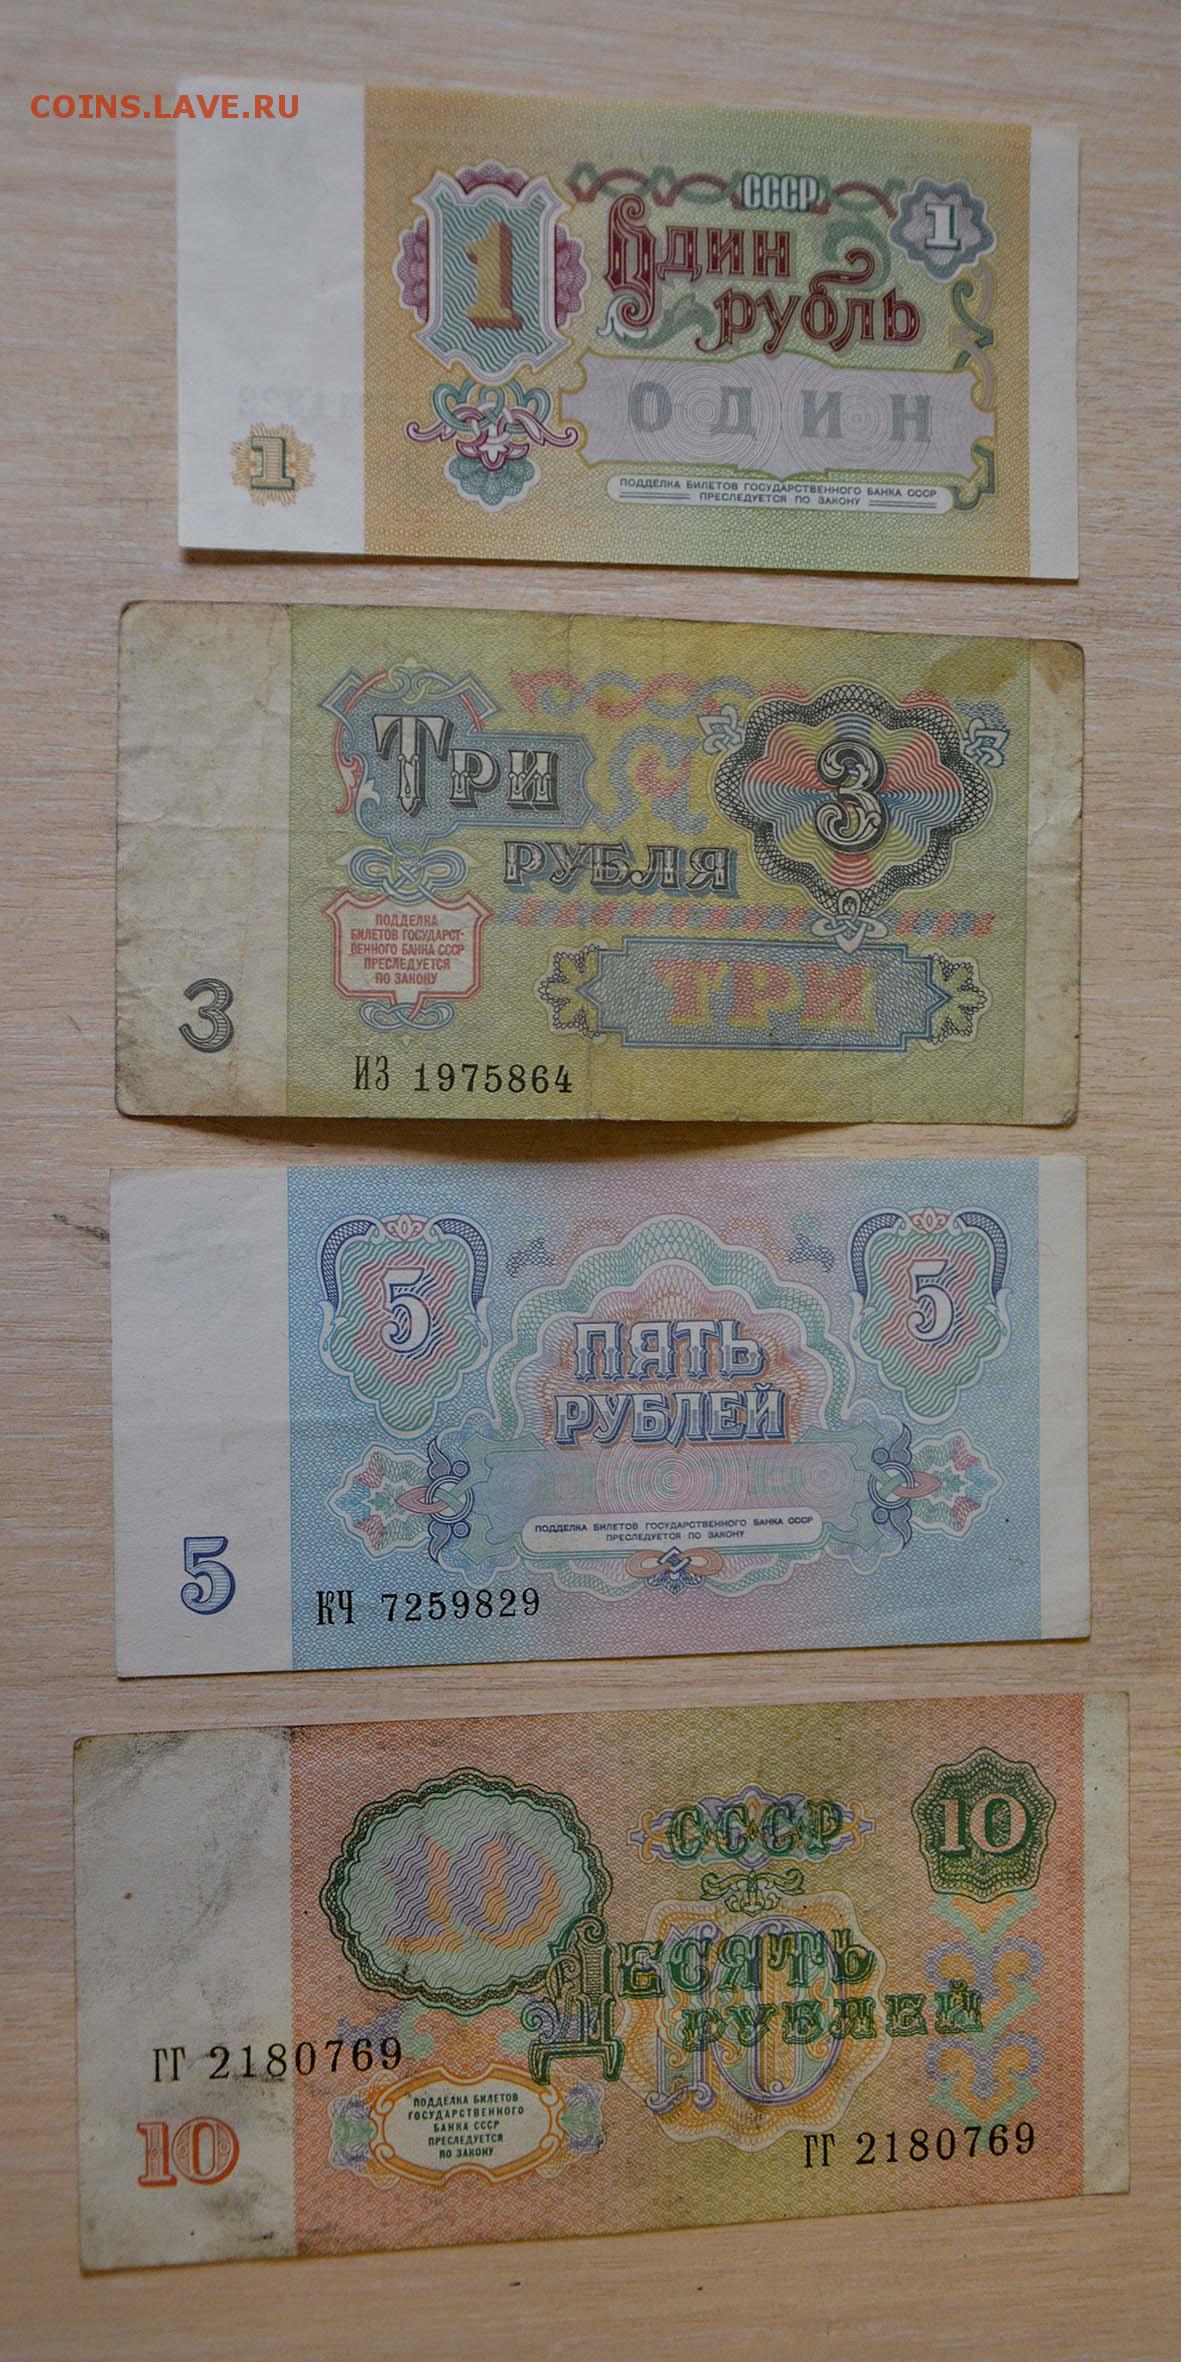 COINS.LAVE.RU
СССР
1
1
Один
рубль
ОДИН
1
ПОДДЕЛКА БИЛЕТОВ ГОСУДАРСТВЕННОГО БАНКА СССР
ПРЕСЛЕДУЕТСЯ ПО ЗАКОНУ
ТРИ
3
РУБЛЯ
ПОДДЕЛКА
БИЛЕТОВ ГОСУДАРСТ-
ВЕННОГО БАНКА СССР
ПРЕСЛЕДУЕТСЯ
ПО ЗАКОНУ
ТРИ
3
ИЗ 1975864
5
5
ПЯТЬ
РУБЛЕЙ
ПЯТЬ
ПОДДЕЛКА БИЛЕТОВ ГОСУДАРСТВЕННОГО БАНКА СССР
ПРЕСЛЕДУЕТСЯ ПО ЗАКОНУ
5
КЧ 7259829
СССР
10
10
ДЕСЯТЬ
РУБЛЕЙ
10
ГГ 2180769
ПОДДЕЛКА БИЛЕТОВ
ГОСУДАРСТВЕННОГО
БАНКА СССР
ПРЕСЛЕДУЕТСЯ
ПО ЗАКОНУ
10
ГГ 2180769